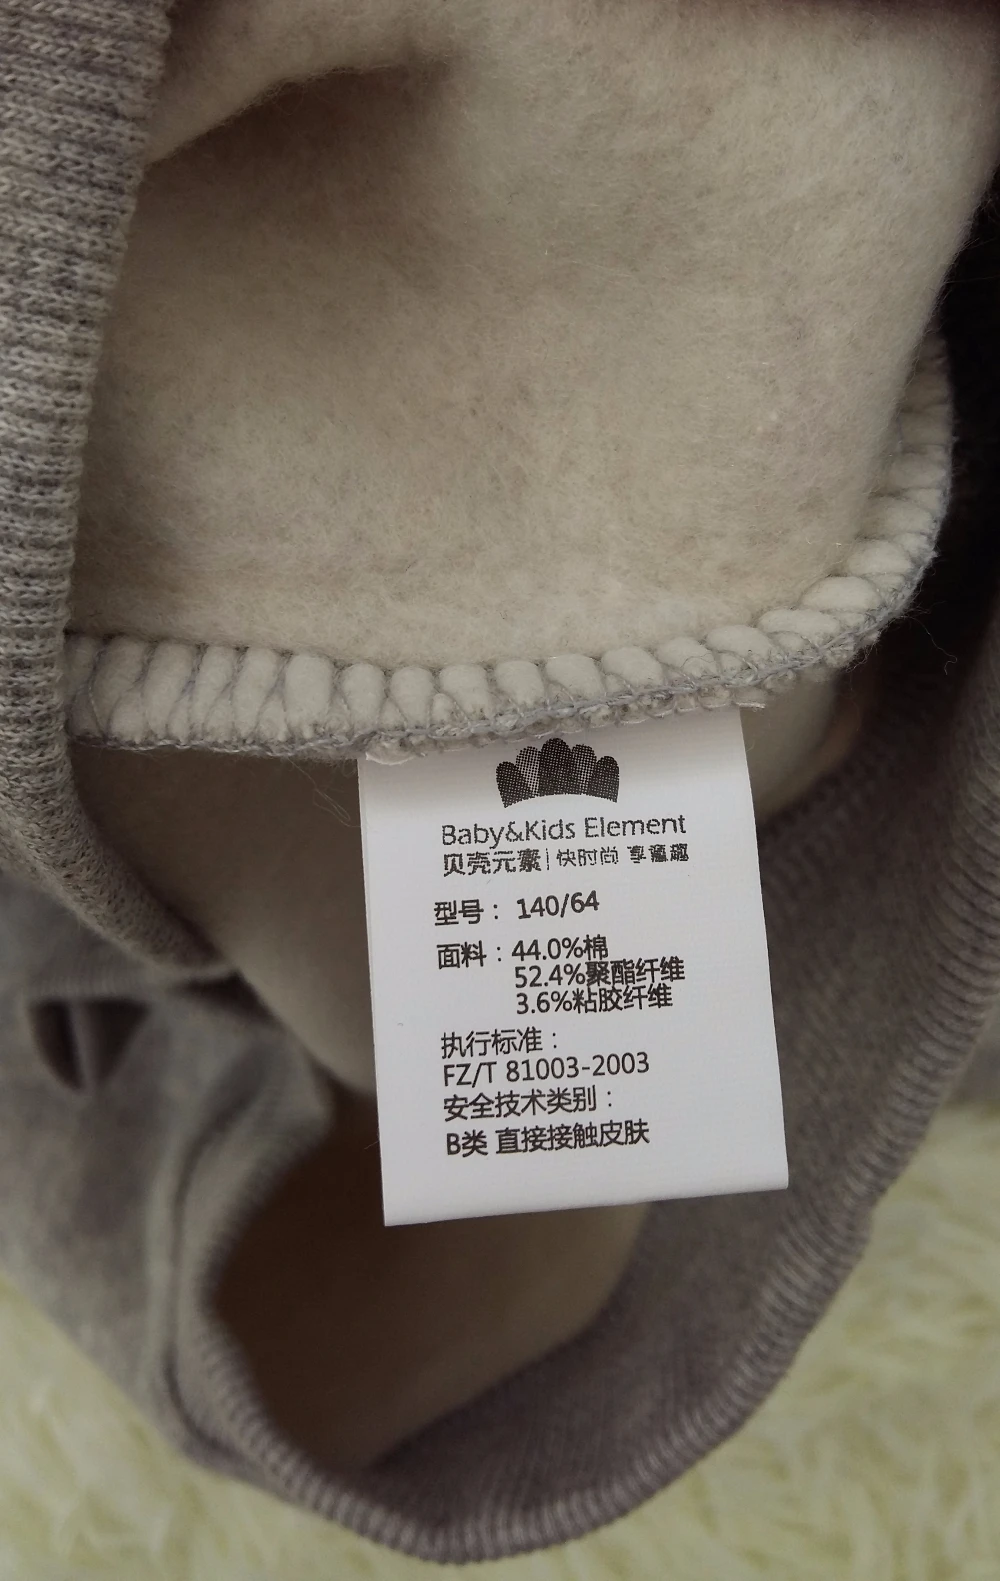 Baby&Kids Element
贝壳元素|快时尚 享逼趣
型号： 140/64
面料：44.0%棉
52.4%聚酯纤维
3.6%粘胶纤维
执行标准：
FZ/T 81003-2003
安全技术类别：
B类 直接接触皮肤